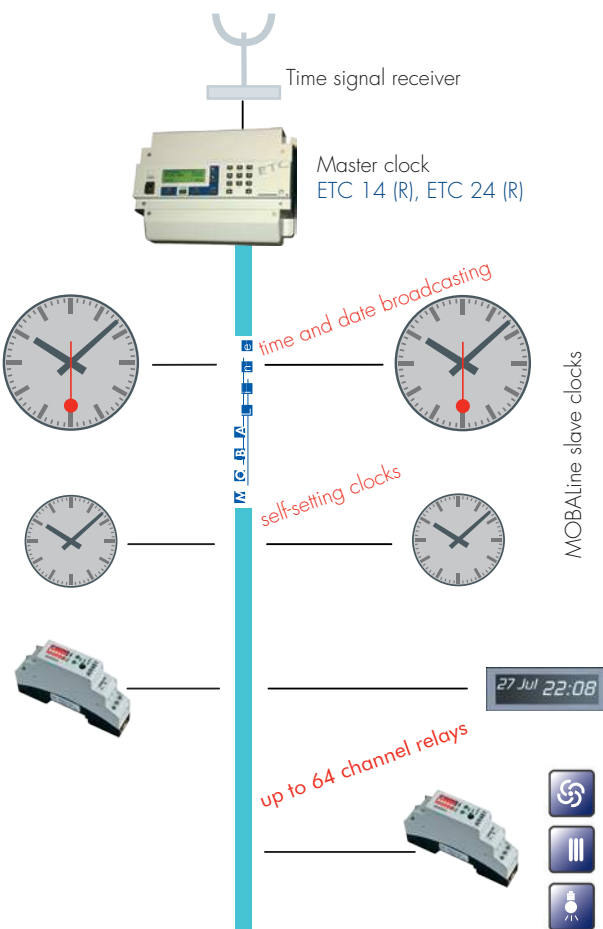 Time signal receiver
ETC
Master clock
ETC 14 (R), ETC 24 (R)
time and date broadcasting
MOBALine
self-setting clocks
MOBALine slave clocks
27 Jul 22:08
up to 64 channel relays